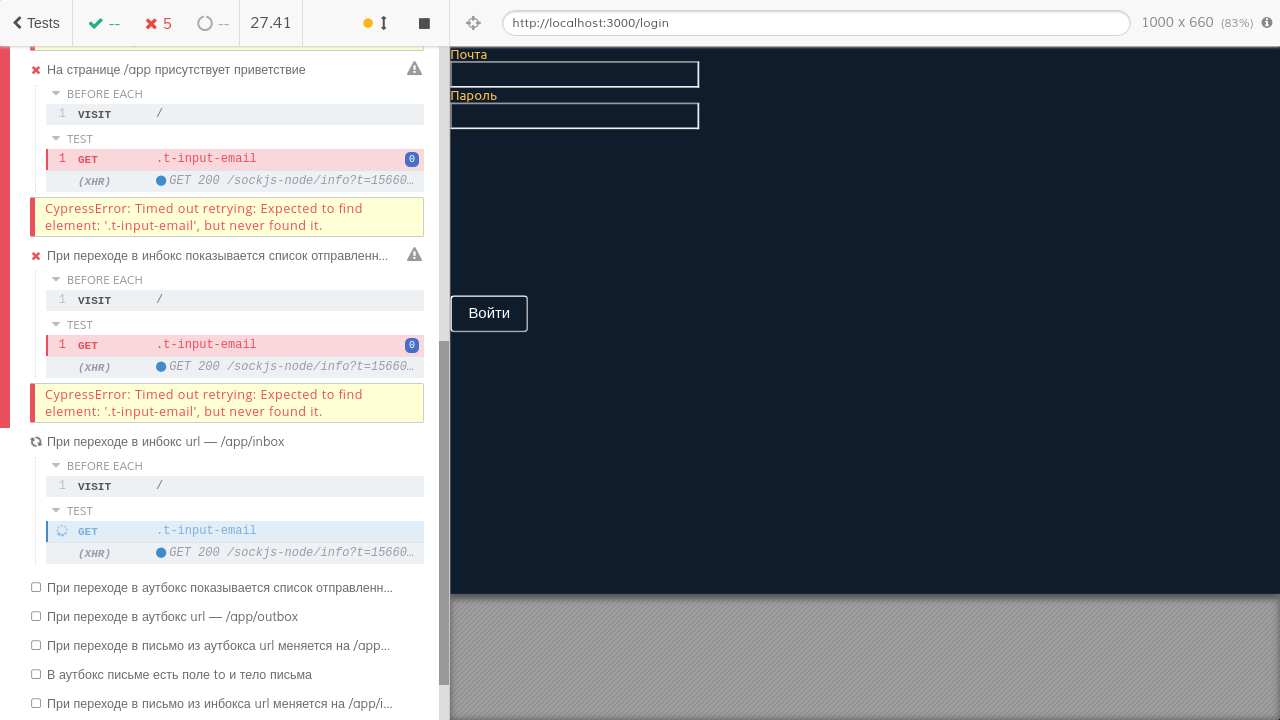 Tests
--
5
--
27.41
http://localhost:3000/login
1000 x 660 (83%)
На странице /app присутствует приветствие
BEFORE EACH
1 VISIT /
TEST
1 GET .t-input-email 0
(XHR) GET 200 /sockjs-node/info?t=15660…
CypressError: Timed out retrying: Expected to find
element: '.t-input-email', but never found it.
При переходе в инбокс показывается список отправленн...
BEFORE EACH
1 VISIT /
TEST
1 GET .t-input-email 0
(XHR) GET 200 /sockjs-node/info?t=15660…
CypressError: Timed out retrying: Expected to find
element: '.t-input-email', but never found it.
При переходе в инбокс url — /app/inbox
BEFORE EACH
1 VISIT /
TEST
GET .t-input-email
(XHR) GET 200 /sockjs-node/info?t=15660…
При переходе в аутбокс показывается список отправленн...
При переходе в аутбокс url — /app/outbox
При переходе в письмо из аутбокса url меняется на /app...
В аутбокс письме есть поле to и тело письма
При переходе в письмо из инбокса url меняется на /app/i...
Почта
Пароль
Войти